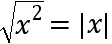 √x² = |x|